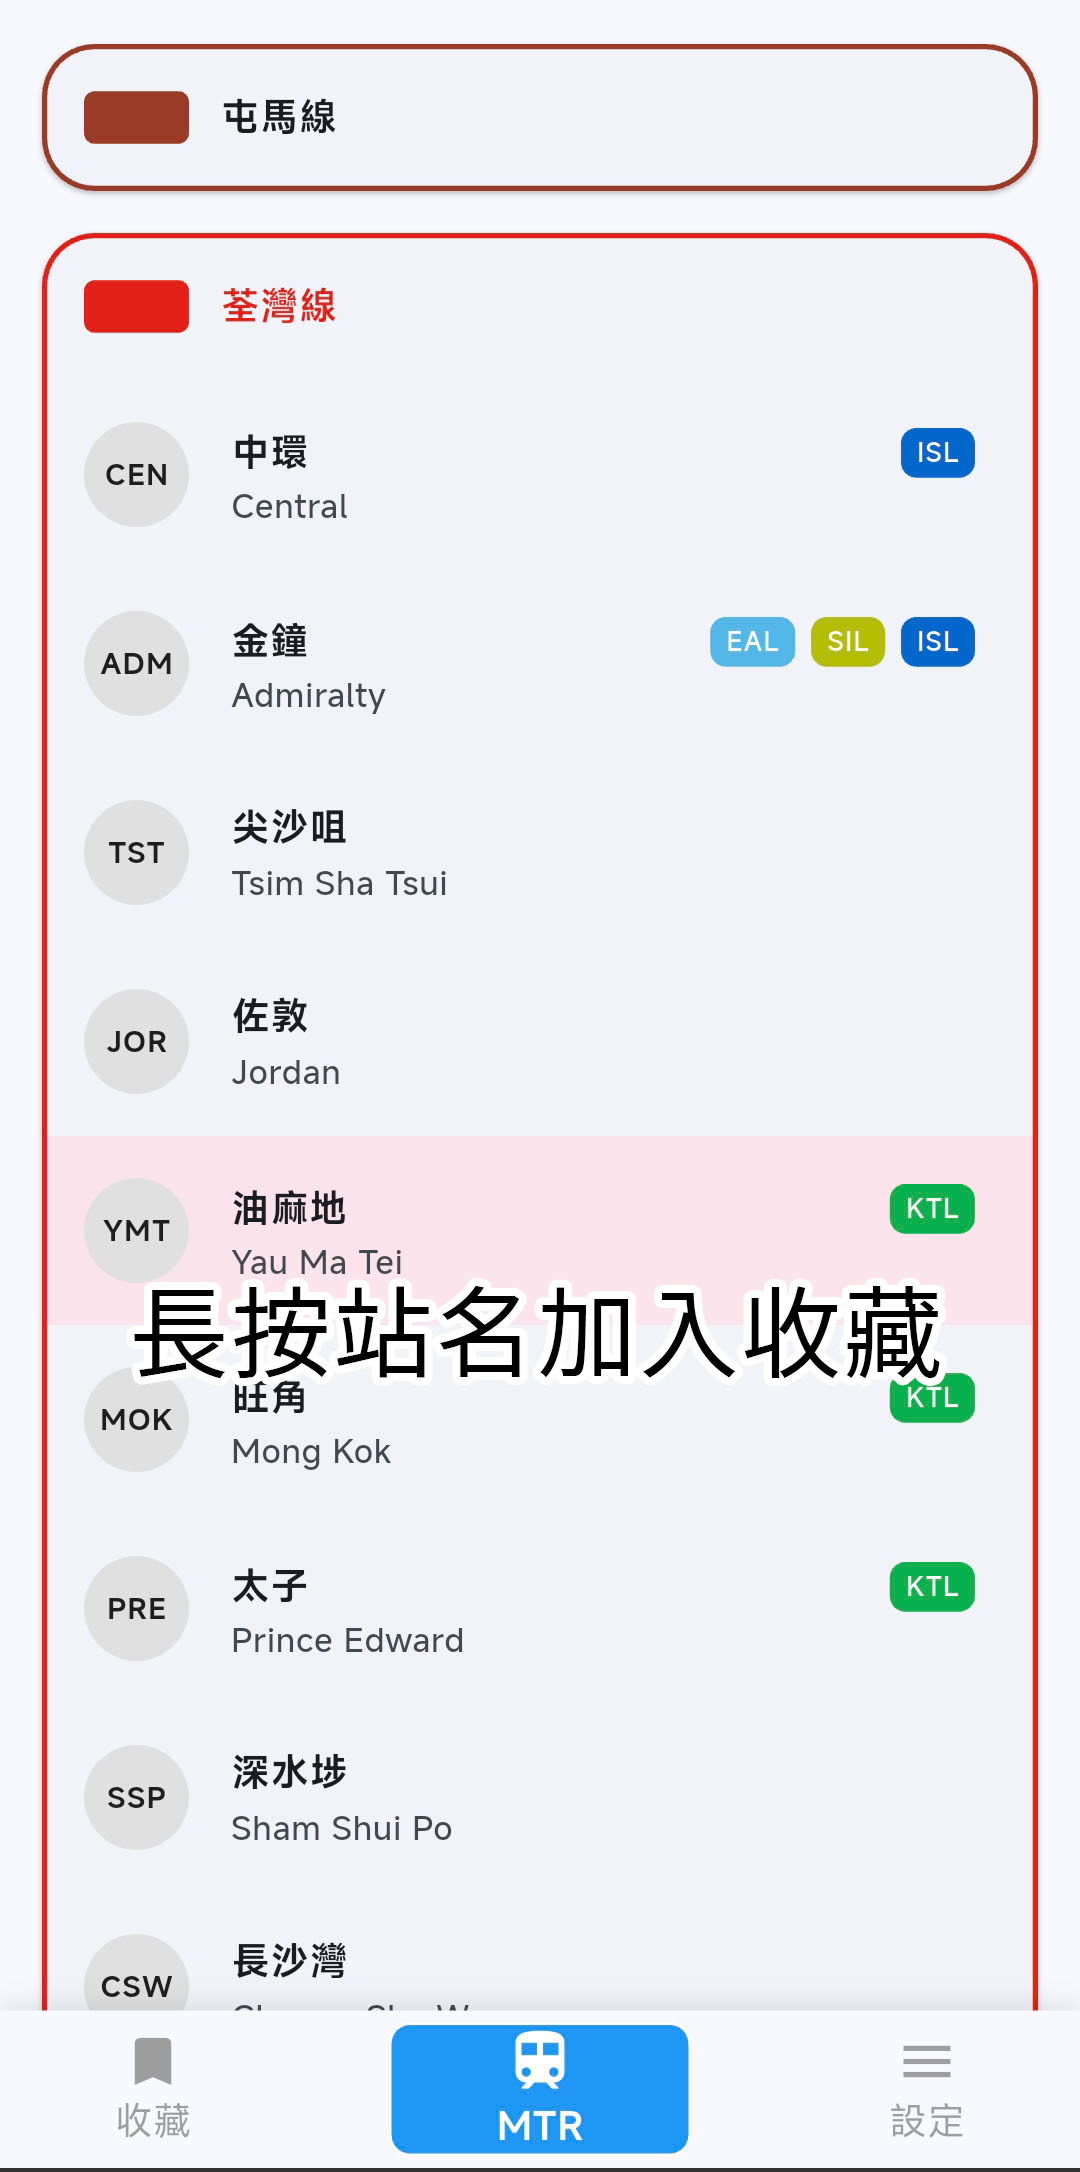 屯馬線
荃灣線
CEN
中環
Central
ISL
ADM
金鐘
Admiralty
EAL SIL ISL
TST
尖沙咀
Tsim Sha Tsui
JOR
佐敦
Jordan
YMT
油麻地
Yau Ma Tei
KTL
長按站名加入收藏
MOK
旺角
Mong Kok
KTL
PRE
太子
Prince Edward
KTL
SSP
深水埗
Sham Shui Po
CSW
長沙灣
收藏
MTR
設定